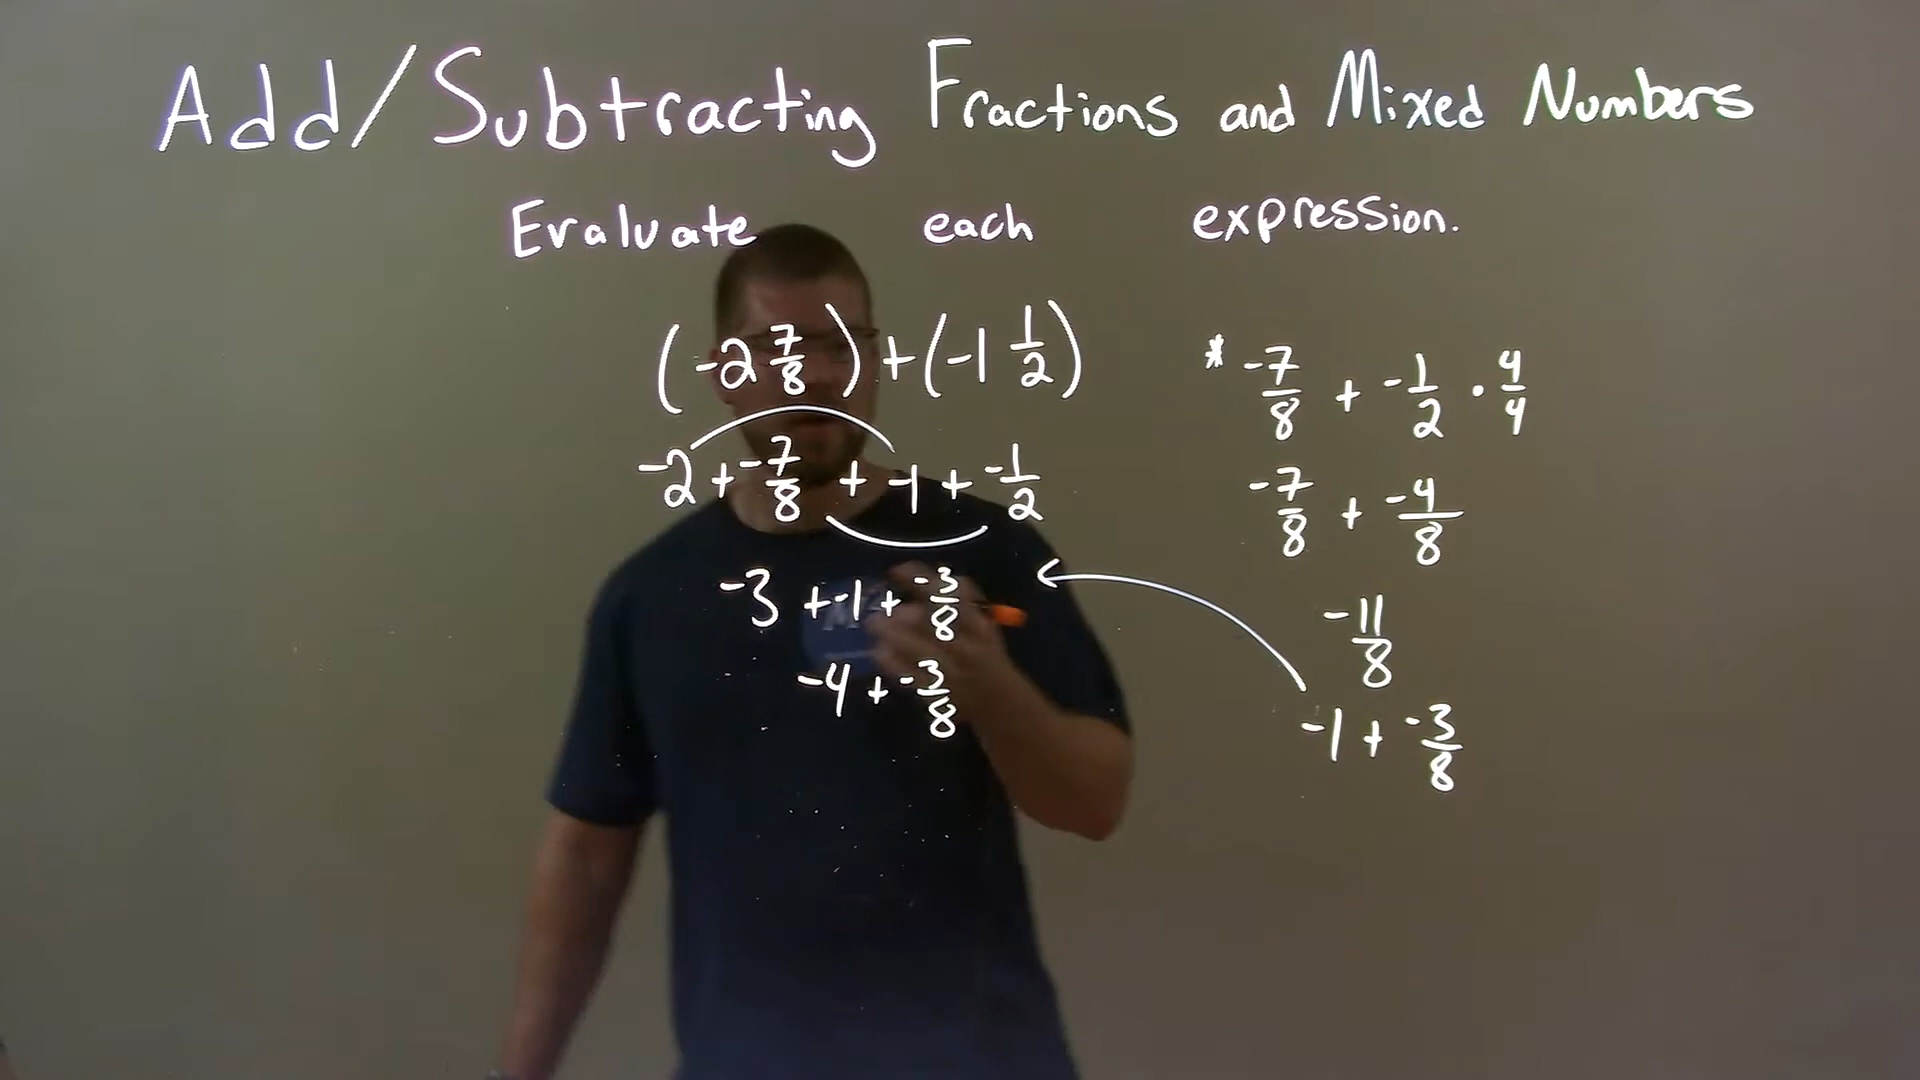 Add/Subtracting Fractions and Mixed Numbers
Evaluate each expression.
(-2 7/8) + (-1 1/2)
-2 + -7/8 + -1 + -1/2
-3 + -1 + -3/8
-4 + -3/8
* -7/8 + -1/2 · 4/4
-7/8 + -4/8
-11/8
-1 + -3/8